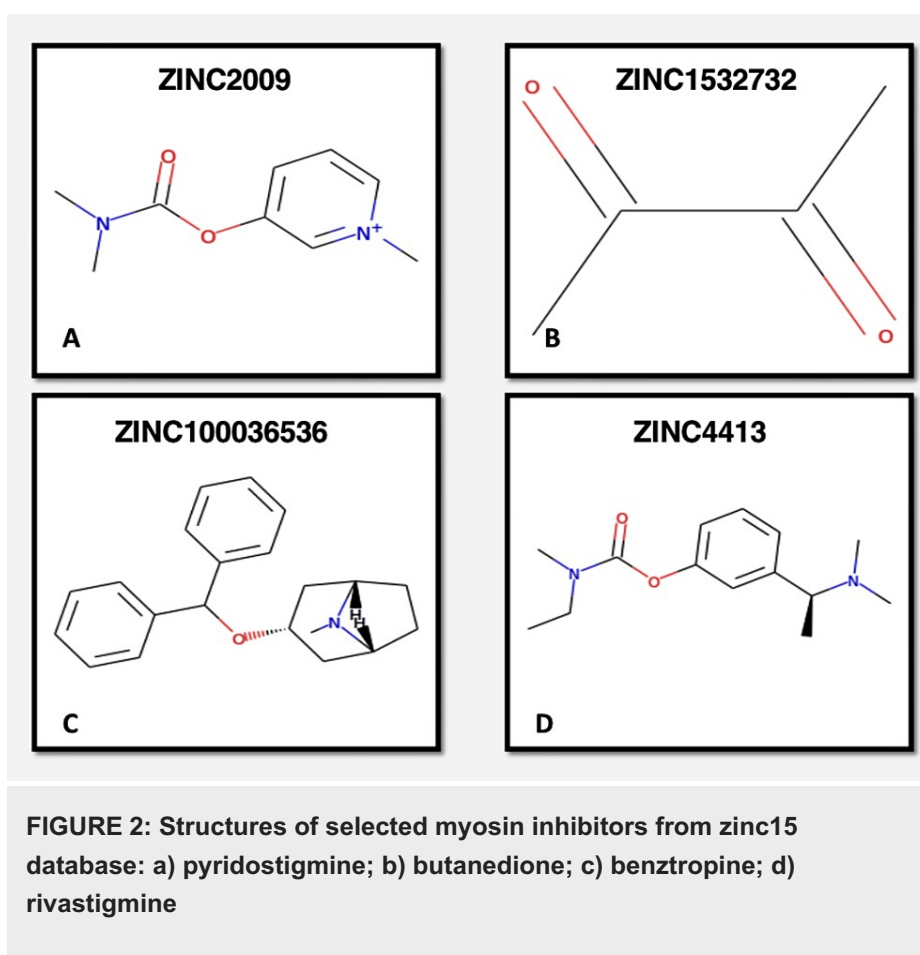 ZINC2009
O
N
O
N+
A
ZINC1532732
O
O
B
ZINC100036536
O
N
H
H
C
ZINC4413
O
N
O
N
D
FIGURE 2: Structures of selected myosin inhibitors from zinc15
database: a) pyridostigmine; b) butanedione; c) benztropine; d)
rivastigmine